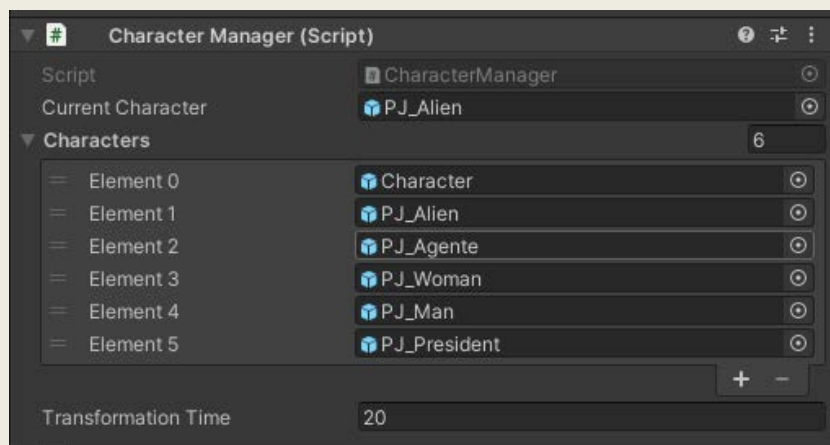 # Character Manager (Script)
Script CharacterManager
Current Character PJ_Alien
Characters 6
Element 0 Character
Element 1 PJ_Alien
Element 2 PJ_Agente
Element 3 PJ_Woman
Element 4 PJ_Man
Element 5 PJ_President
+ −
Transformation Time 20